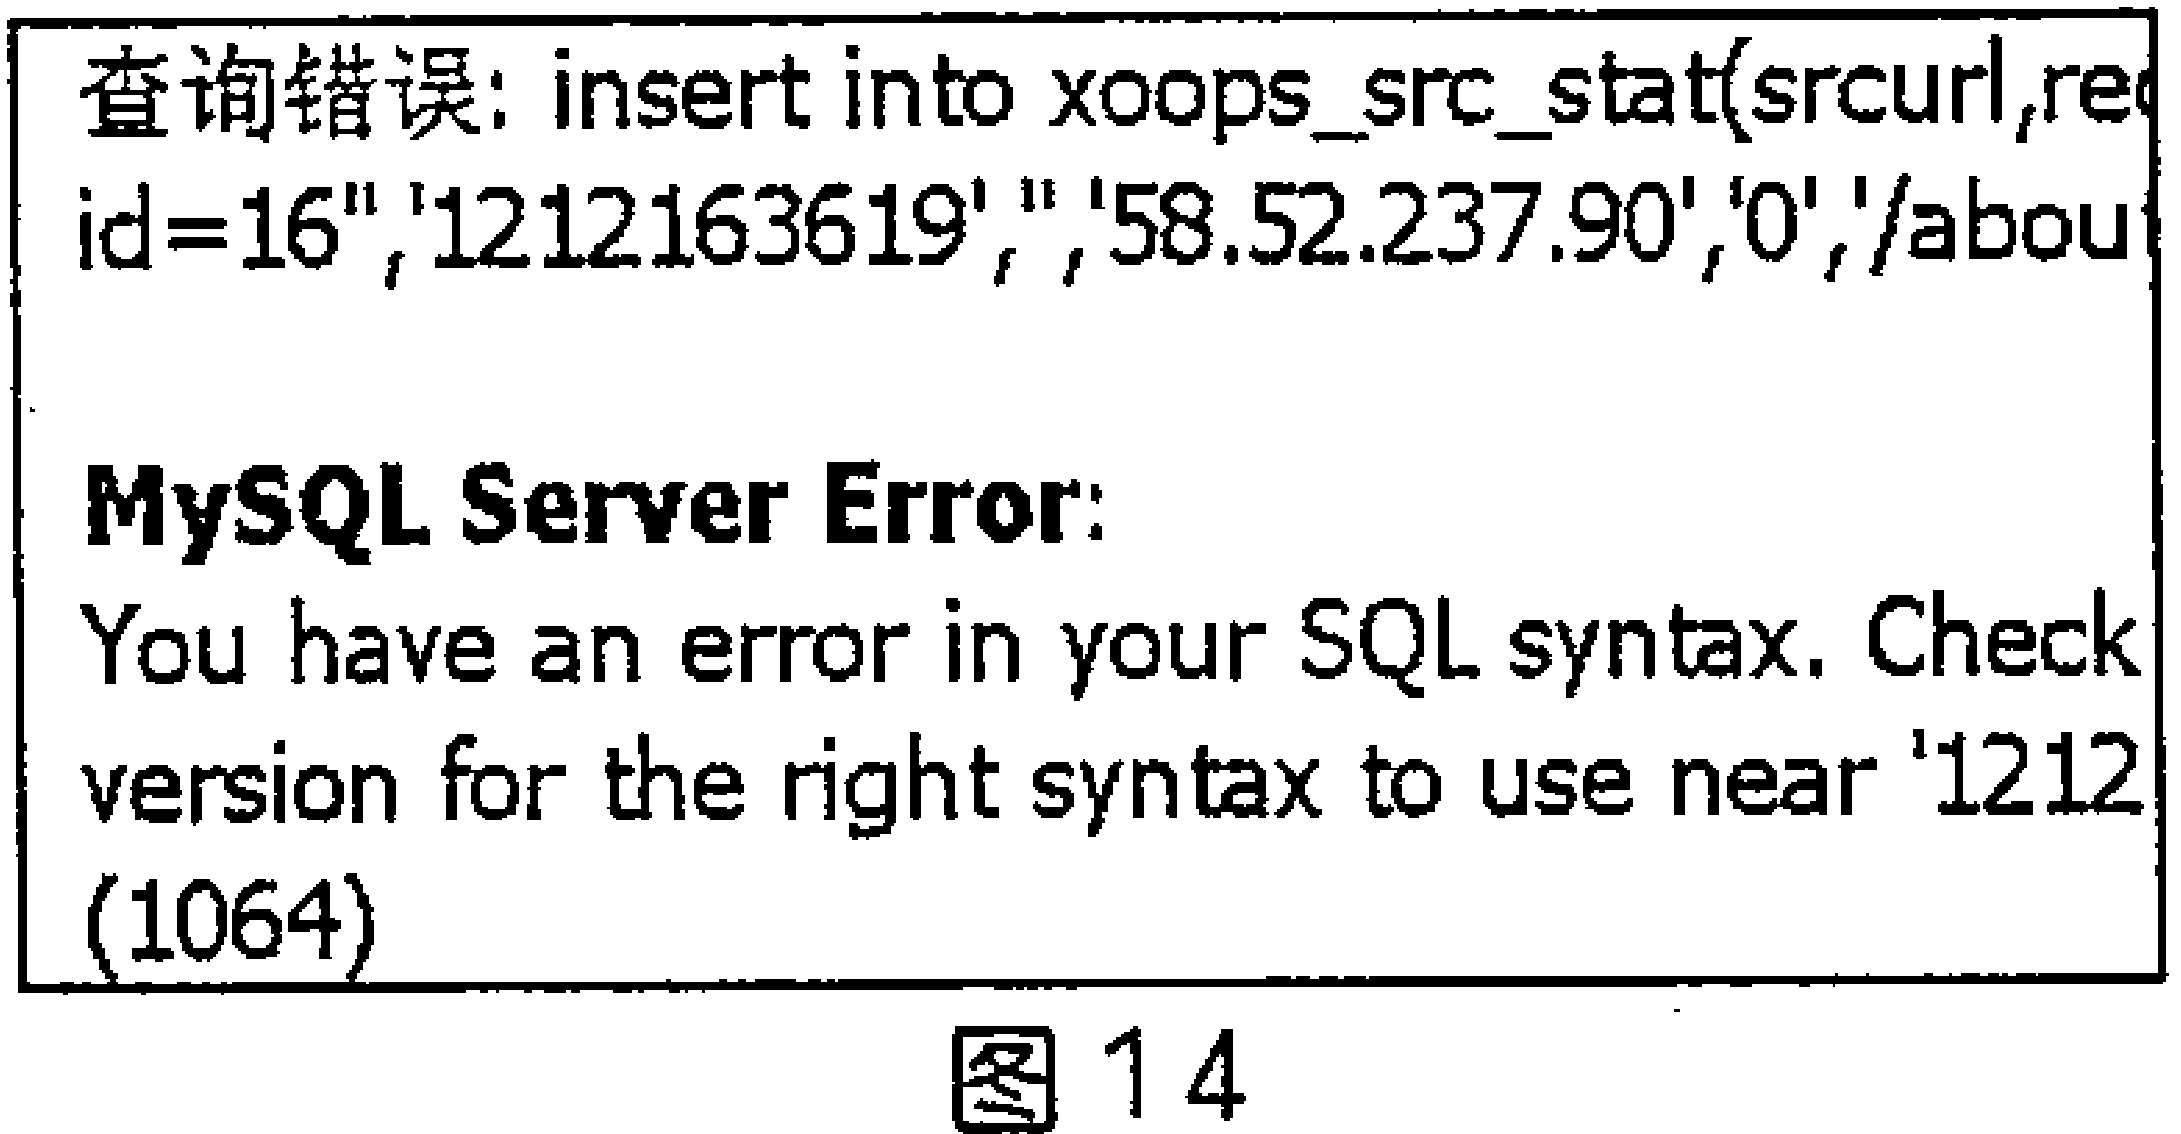 查询错误: insert into xoops_src_stat(srcurl,rec
id=16'','1212163619','','58.52.237.90','0','/about
MySQL Server Error:
You have an error in your SQL syntax. Check
version for the right syntax to use near '1212
(1064)
图 14